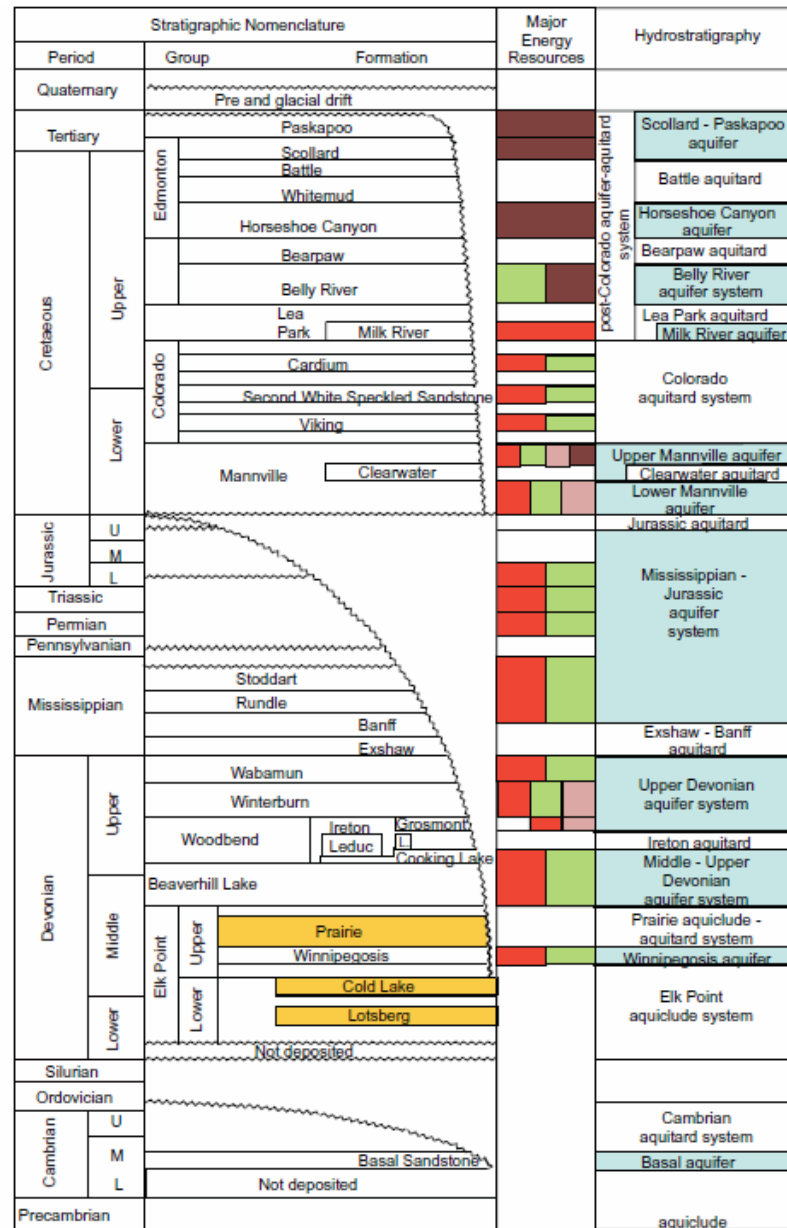 Stratigraphic Nomenclature
Major
Energy
Resources
Hydrostratigraphy
Period
Group
Formation
Quaternary
Pre and glacial drift
Tertiary
Paskapoo
Scollard - Paskapoo
aquifer
Cretaeous
Upper
Edmonton
Scollard
Battle
Whitemud
Horseshoe Canyon
post-Colorado aquifer-aquitard
system
Battle aquitard
Horseshoe Canyon
aquifer
Bearpaw
Bearpaw aquitard
Belly River
Belly River
aquifer system
Lea
Park
Milk River
Lea Park aquitard
Milk River aquifer
Colorado
Cardium
Second White Speckled Sandstone
Viking
Colorado
aquitard system
Lower
Mannville
Clearwater
Upper Mannville aquifer
Clearwater aquitard
Lower Mannville
aquifer
Jurassic
U
M
L
Jurassic aquitard
Mississippian -
Jurassic
aquifer
system
Triassic
Permian
Pennsylvanian
Mississippian
Stoddart
Rundle
Banff
Exshaw
Exshaw - Banff
aquitard
Devonian
Upper
Wabamun
Winterburn
Upper Devonian
aquifer system
Woodbend
Ireton
Leduc
Grosmont
L
Cooking Lake
Ireton aquitard
Beaverhill Lake
Middle - Upper
Devonian
aquifer system
Middle
Elk Point
Upper
Prairie
Prairie aquiclude -
aquitard system
Winnipegosis
Winnipegosis aquifer
Lower
Lower
Cold Lake
Lotsberg
Elk Point
aquiclude system
Not deposited
Silurian
Ordovician
Cambrian
U
M
L
Cambrian
aquitard system
Basal Sandstone
Basal aquifer
Not deposited
Precambrian
aquiclude